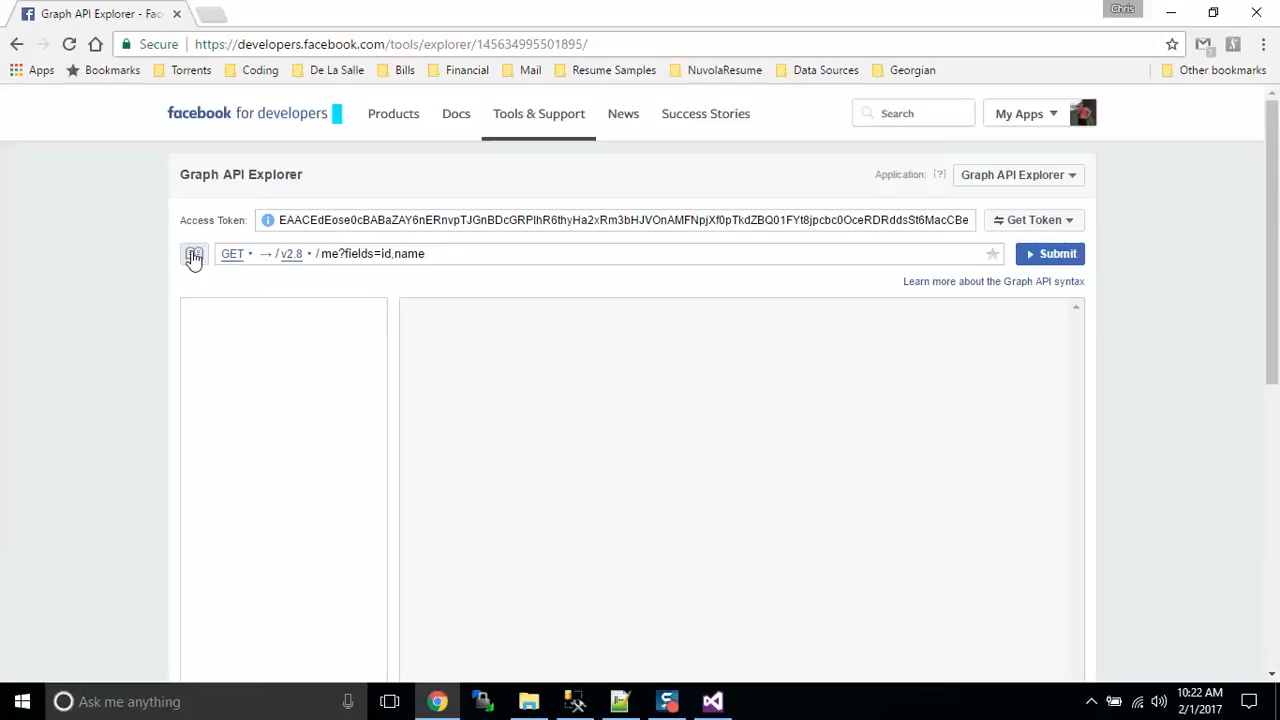 Graph API Explorer - Fac
Chris
Secure
https://developers.facebook.com/tools/explorer/145634995501895/
Apps
Bookmarks
Torrents
Coding
De La Salle
Bills
Financial
Mail
Resume Samples
NuvolaResume
Data Sources
Georgian
Other bookmarks
facebook for developers
Products
Docs
Tools & Support
News
Success Stories
Search
My Apps
Graph API Explorer
Application: [?]
Graph API Explorer
Access Token:
EAACEdEose0cBABaZAY6nERnvpTJGnBDcGRPlhR6thyHa2xRm3bHJVOnAMFNpjXf0pTkdZBQ01FYt8jpcbc0OceRDRddsSt6MacCBe
Get Token
GET → / v2.8 / me?fields=id,name
Submit
Learn more about the Graph API syntax
Ask me anything
10:22 AM
2/1/2017